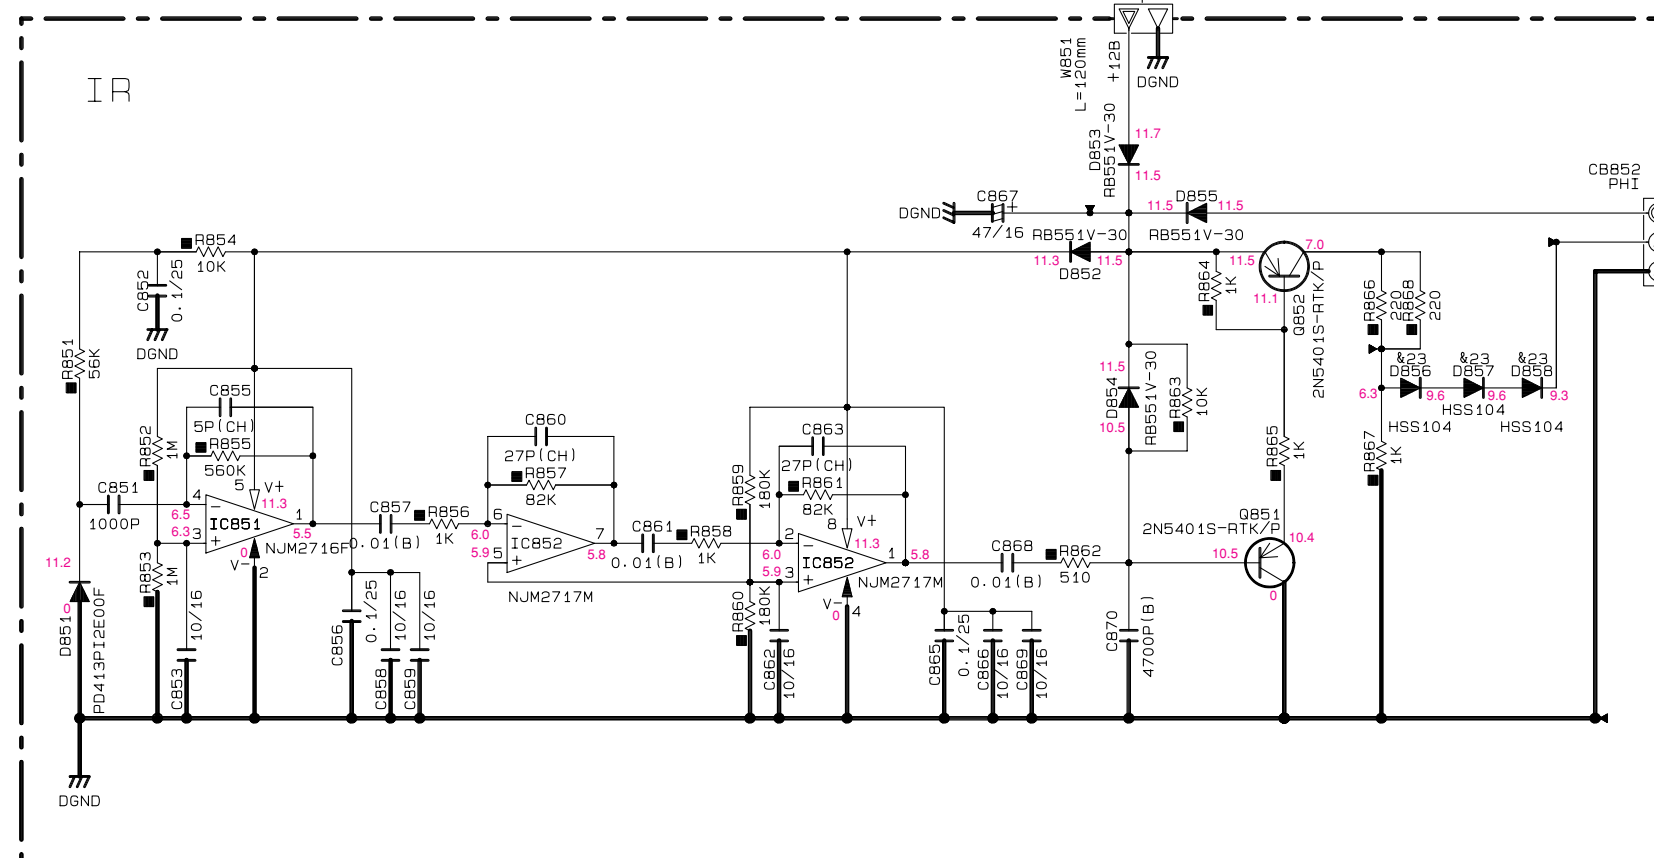 IR
W851
L=120mm
+12B
DGND
D853
RB551V-30
11.7
11.5
CB852
PHI
C867
+
47/16
DGND
D855
11.5
11.5
RB551V-30
RB551V-30
11.3
11.5
D852
R854
10K
C852
0.1/25
DGND
R851
56K
R864
1K
11.5
7.0
11.1
Q852
2N5401S-RTK/P
R866
220
R868
220
&23
D856
&23
D857
&23
D858
6.3
9.6
9.6
9.3
HSS104
HSS104
HSS104
11.5
D854
10.5
RB551V-30
R863
10K
R865
1K
R867
1K
C855
5P(CH)
R855
560K
R852
1M
5
V+
11.3
C851
1000P
4
6.5
-
6.3
3
+
IC851
1
5.5
0
V-
2
NJM2716F
R853
1M
11.2
D851
0
PD413PI2E00F
C853
10/16
C856
0.1/25
C858
10/16
C859
10/16
C857
0.01(B)
R856
1K
C860
27P(CH)
R857
82K
6
6.0
-
5.9
5
+
IC852
7
5.8
NJM2717M
C861
0.01(B)
R858
1K
R859
180K
C863
27P(CH)
R861
82K
8
V+
11.3
2
6.0
-
5.9
3
+
IC852
1
5.8
V-
0
4
NJM2717M
R860
180K
C862
10/16
C865
0.1/25
C866
10/16
C869
10/16
C868
0.01(B)
R862
510
C870
4700P(B)
2N5401S-RTK/P
Q851
10.5
10.4
0
DGND